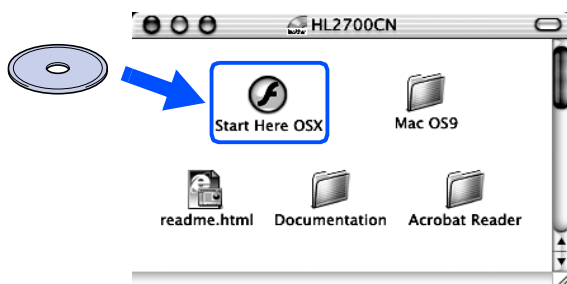 HL2700CN
Start Here OSX
Mac OS9
readme.html
Documentation
Acrobat Reader